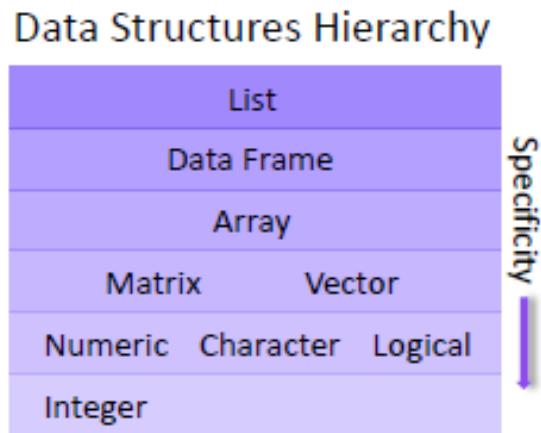 Data Structures Hierarchy
List
Data Frame
Array
Matrix Vector
Numeric Character Logical
Integer
Specificity